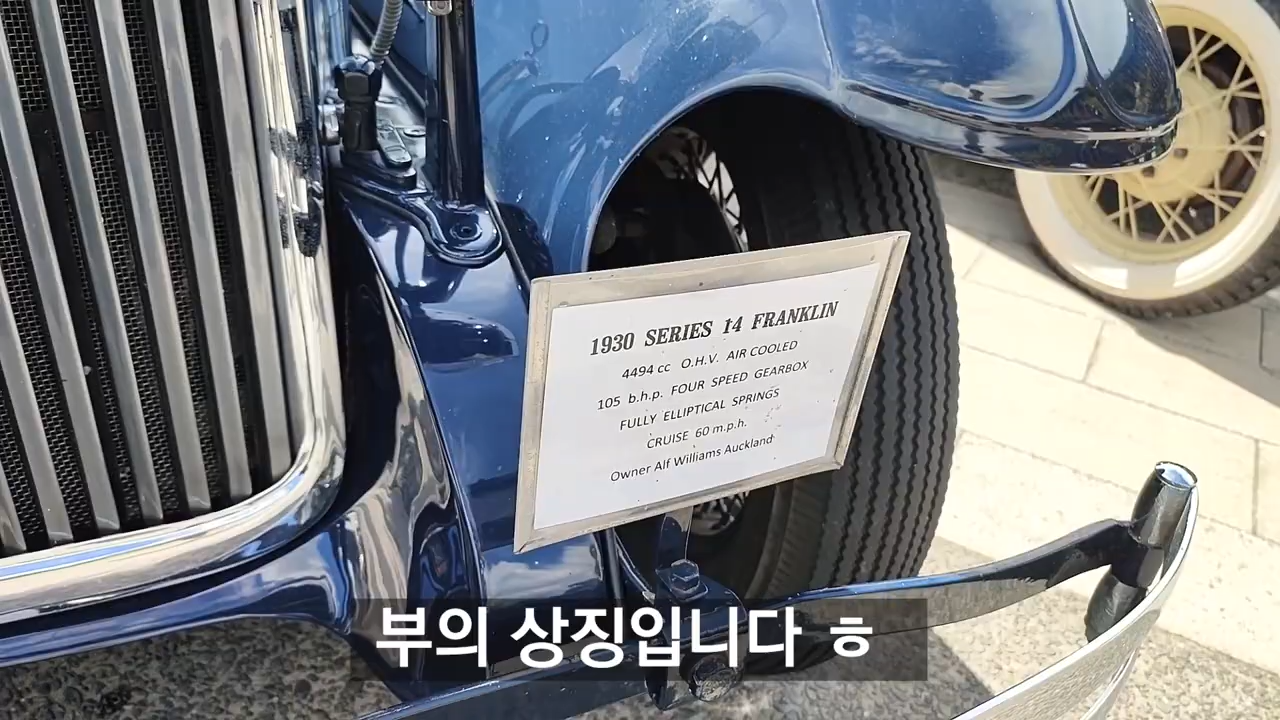 1930 SERIES 14 FRANKLIN
4494 cc O.H.V. AIR COOLED
105 b.h.p. FOUR SPEED GEARBOX
FULLY ELLIPTICAL SPRINGS
CRUISE 60 m.p.h.
Owner Alf Williams Auckland
부의 상징입니다 ㅎ